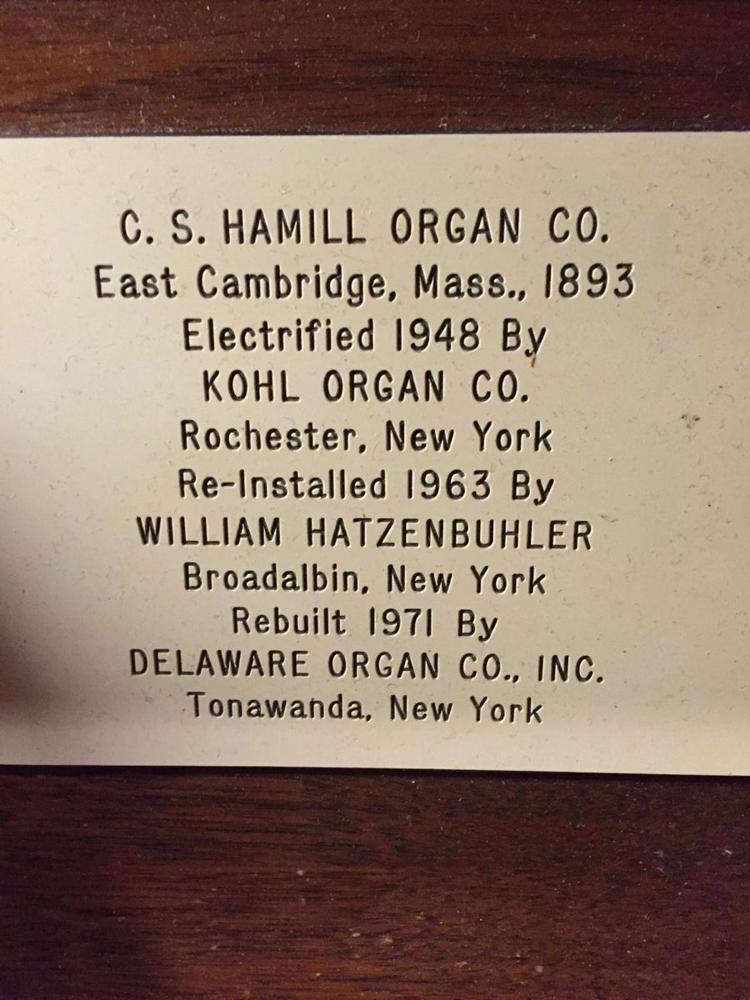 C. S. HAMILL ORGAN CO.
East Cambridge, Mass., 1893
Electrified 1948 By
KOHL ORGAN CO.
Rochester, New York
Re-Installed 1963 By
WILLIAM HATZENBUHLER
Broadalbin, New York
Rebuilt 1971 By
DELAWARE ORGAN CO., INC.
Tonawanda, New York